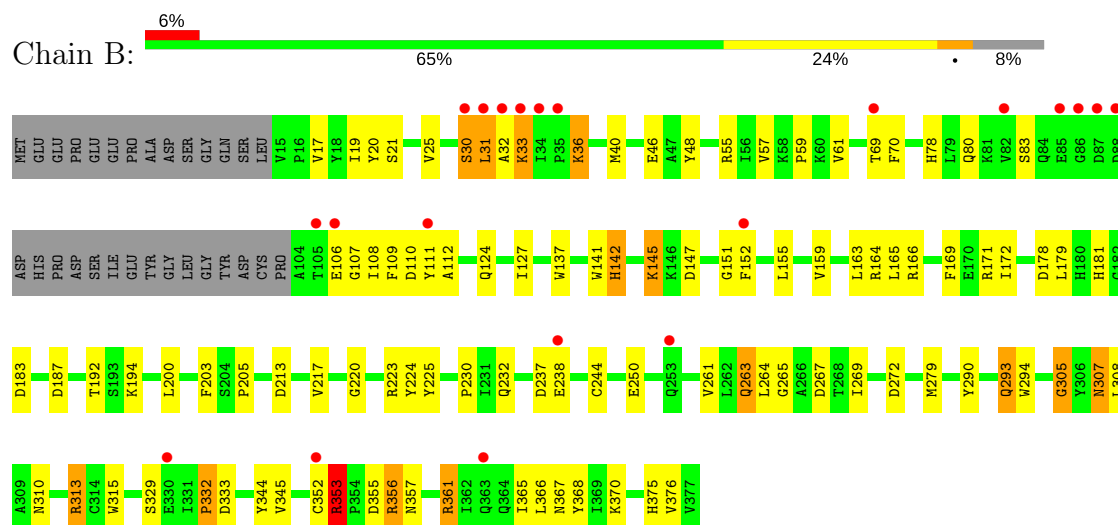 6%
Chain B:
65% 24% • 8%
MET GLU GLU PRO GLU GLU PRO ALA ASP SER GLY GLN SER LEU V15 P16 V17 Y18 I19 Y20 S21 V25 S30 L31 A32 K33 I34 P35 K36 M40 E46 A47 Y48 R55 I56 V57 K58 P59 K60 V61 T69 F70 H78 L79 Q80 K81 V82 S83 Q84 E85 G86 D87
ASP HIS PRO ASP SER ILE GLU TYR GLY LEU GLY TYR ASP CYS PRO A104 T105 E106 G107 I108 F109 D110 Y111 A112 Q124 I127 W137 W141 H142 K145 K146 D147 G151 F152 L155 V159 L163 R164 L165 R166 F169 E170 R171 I172 D178 L179 H180 H181
D183 D187 T192 S193 K194 L200 F203 S204 P205 D213 V217 G220 R223 Y224 Y225 P230 I231 Q232 D237 E238 C244 E250 Q253 V261 L262 Q263 L264 G265 A266 D267 T268 I269 D272 M279 Y290 Q293 W294 G305 Y306 N307
A309 N310 R313 C314 W315 S329 E330 I331 P332 D333 Y344 V345 C352 R353 P354 D355 R356 N357 R361 I362 Q363 Q364 I365 L366 N367 Y368 I369 K370 H375 V376 V377